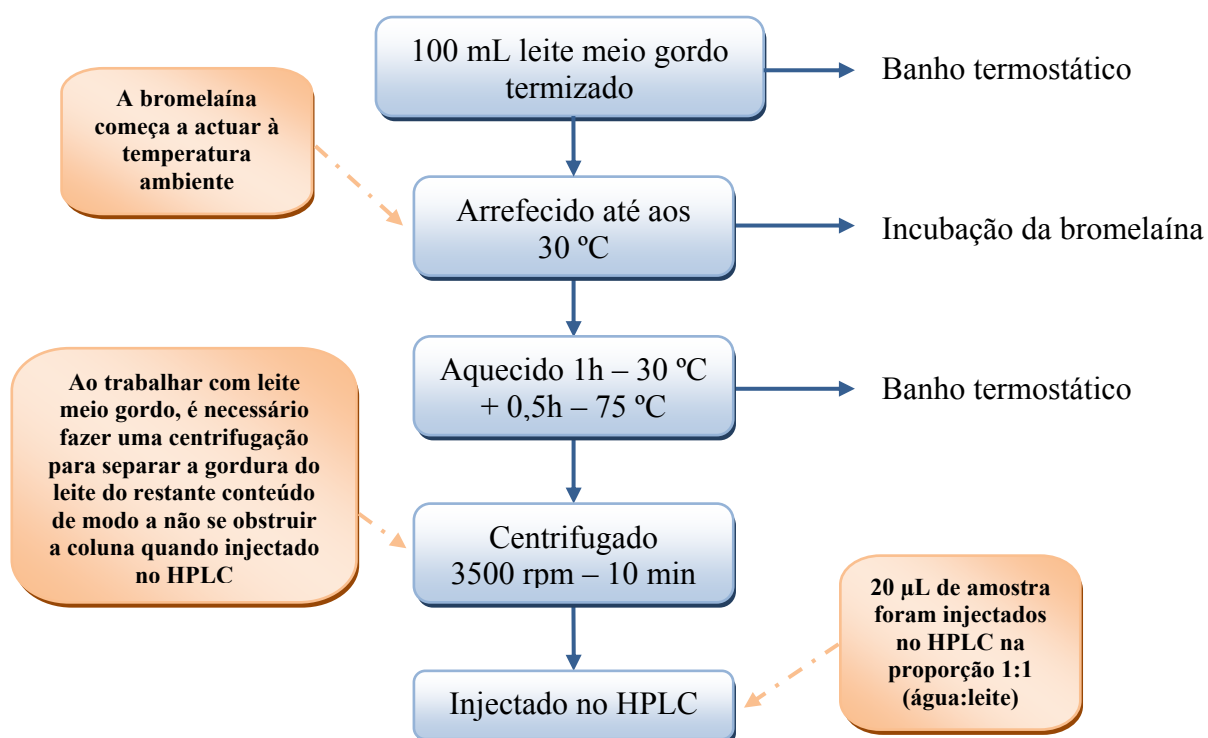 100 mL leite meio gordo
termizado
Banho termostático
A bromelaína
começa a actuar à
temperatura
ambiente
Arrefecido até aos
30 ºC
Incubação da bromelaína
Aquecido 1h – 30 ºC
+ 0,5h – 75 ºC
Banho termostático
Ao trabalhar com leite
meio gordo, é necessário
fazer uma centrifugação
para separar a gordura do
leite do restante conteúdo
de modo a não se obstruir
a coluna quando injectado
no HPLC
Centrifugado
3500 rpm – 10 min
20 µL de amostra
foram injectados
no HPLC na
proporção 1:1
(água:leite)
Injectado no HPLC